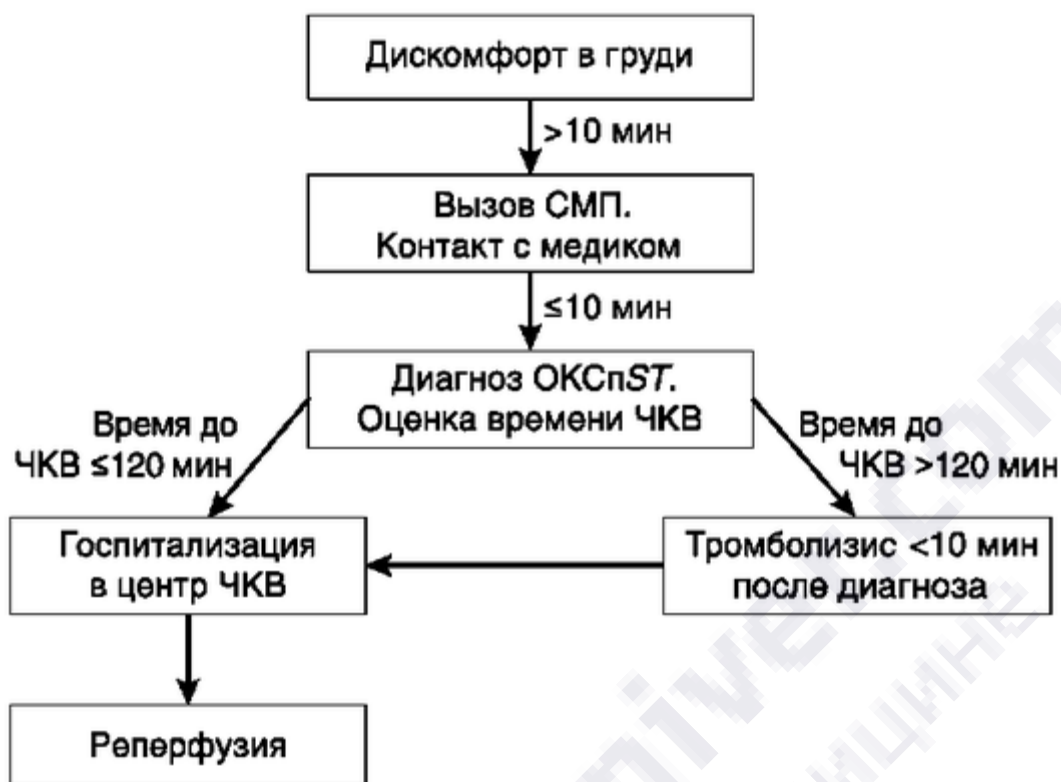 Дискомфорт в груди
>10 мин
Вызов СМП.
Контакт с медиком
≤10 мин
Диагноз ОКСпST.
Оценка времени ЧКВ
Время до
ЧКВ ≤120 мин
Время до
ЧКВ >120 мин
Госпитализация
в центр ЧКВ
Тромболизис <10 мин
после диагноза
Реперфузия